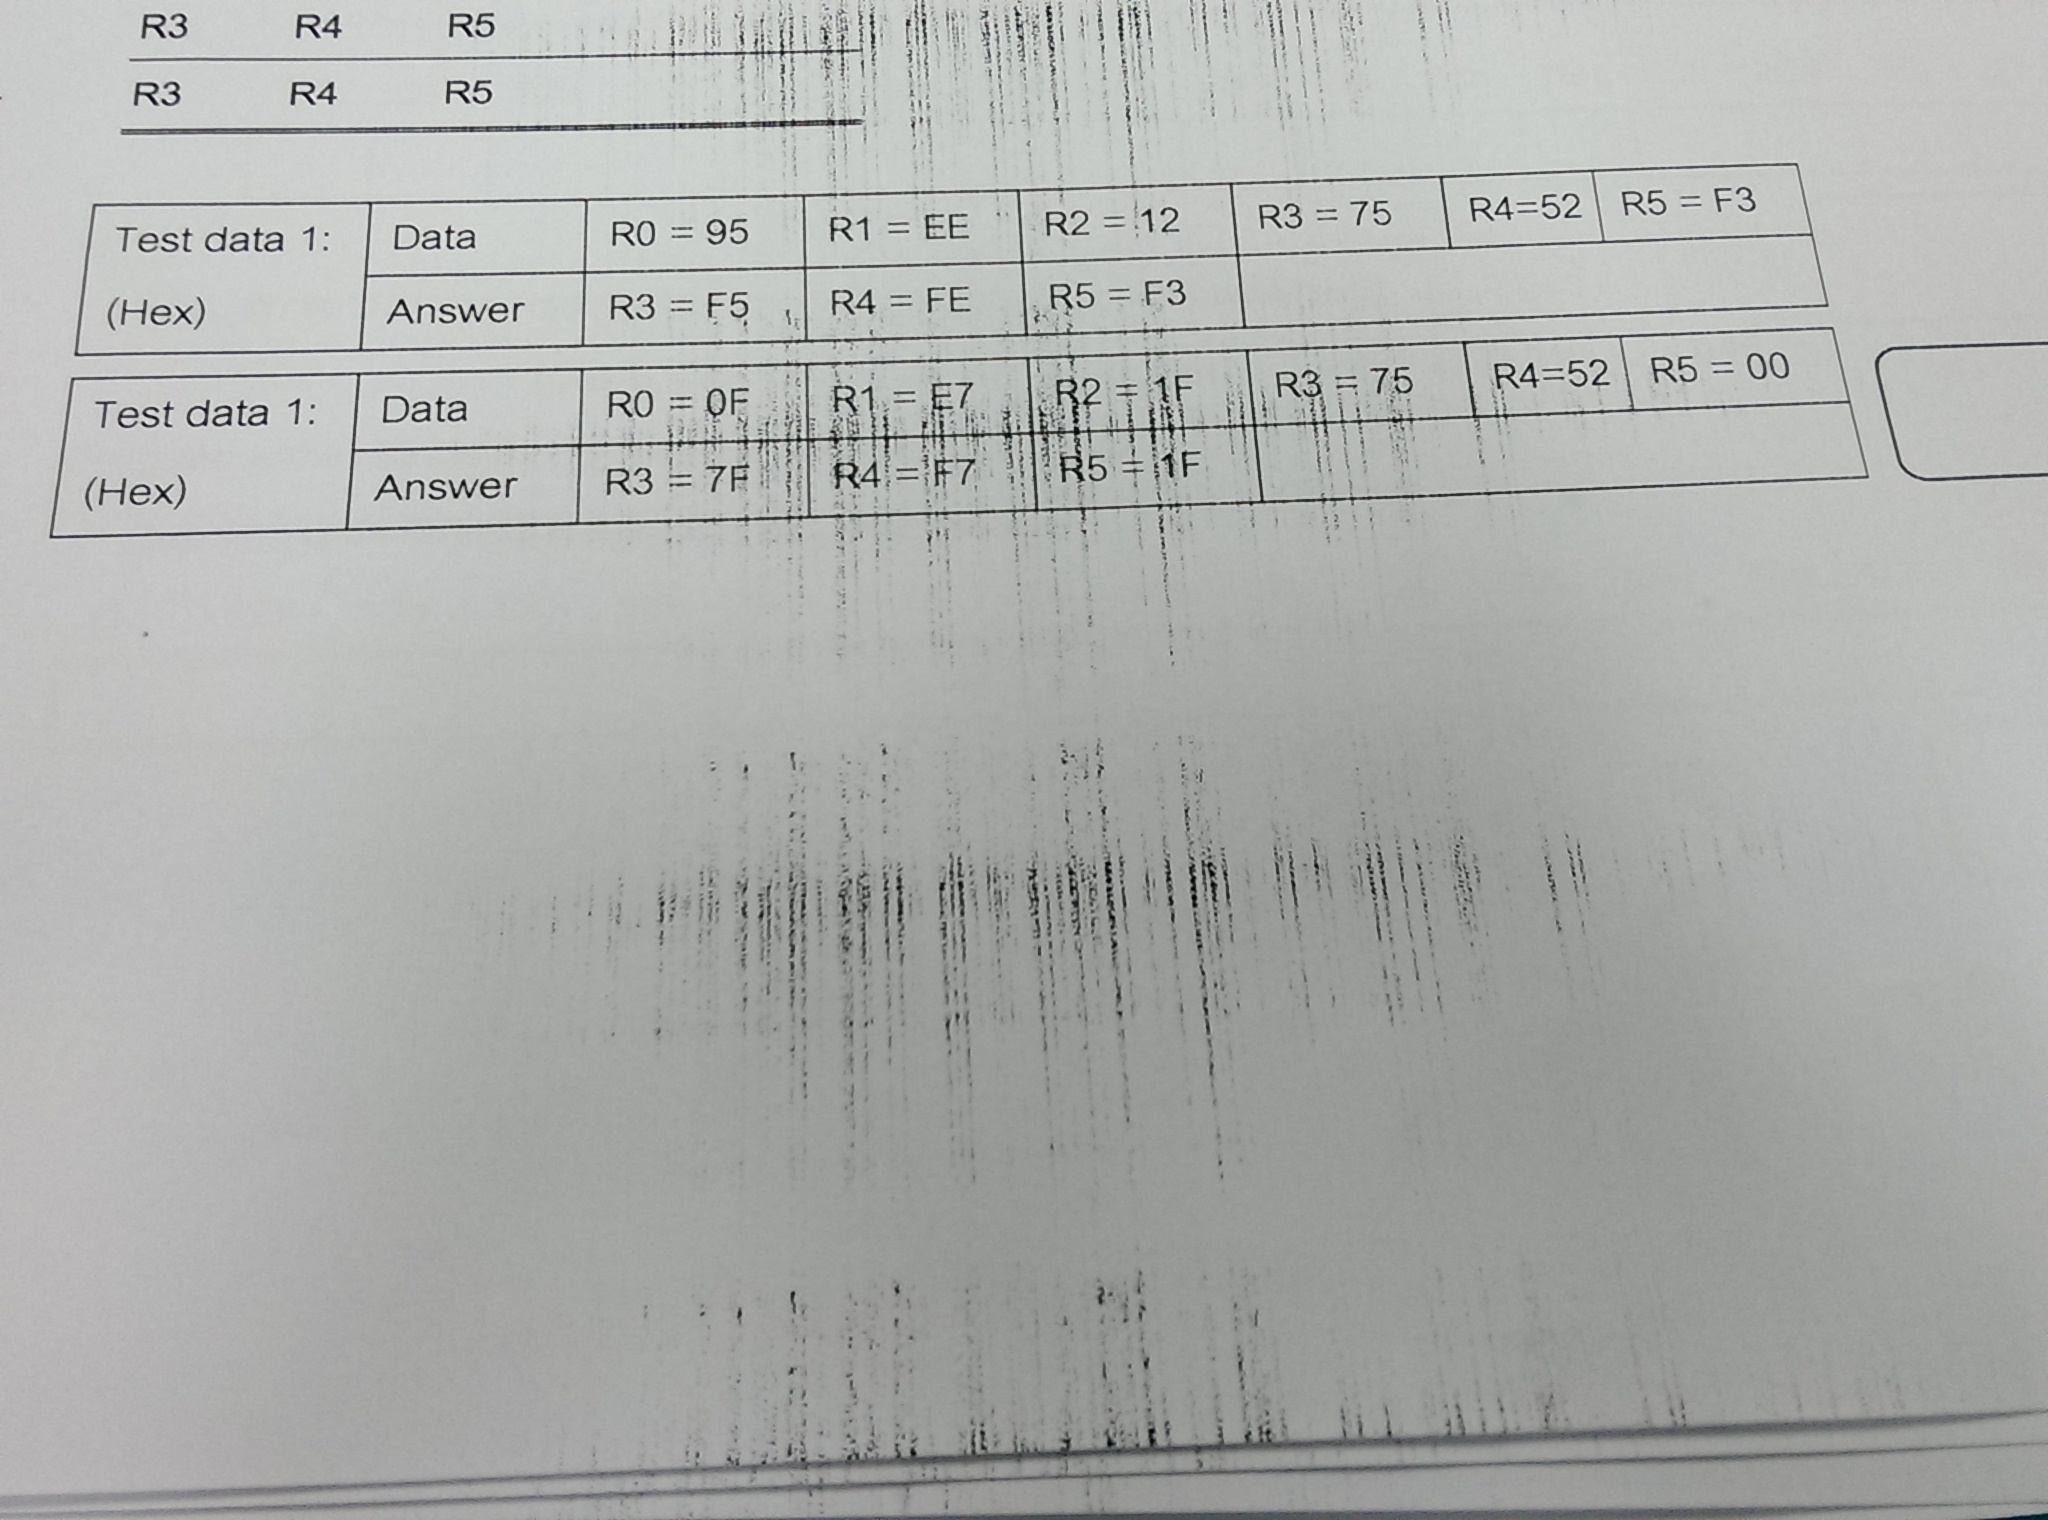 R3 R4 R5
R3 R4 R5
Test data 1: Data R0 = 95 R1 = EE R2 = 12 R3 = 75 R4=52 R5 = F3
(Hex) Answer R3 = F5 R4 = FE R5 = F3
Test data 1: Data R0 = 0F R1 = E7 R2 = 1F R3 = 75 R4=52 R5 = 00
(Hex) Answer R3 = 7F R4 = F7 R5 = 1F